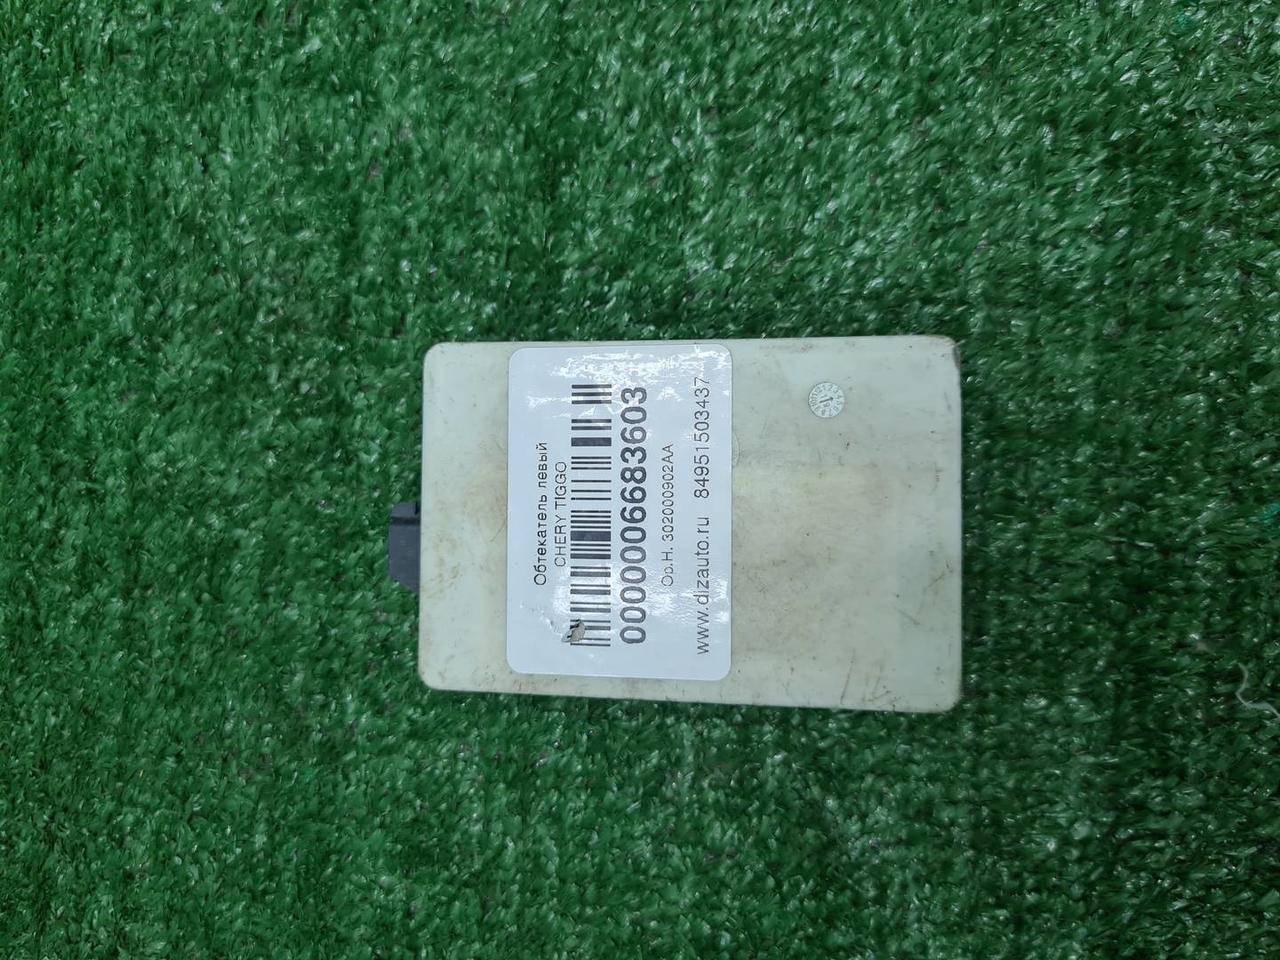 Обтекатель левый
CHERY TIGGO
0000006683603
Ор.Н. 302000902AA
www.dizauto.ru 84951503437